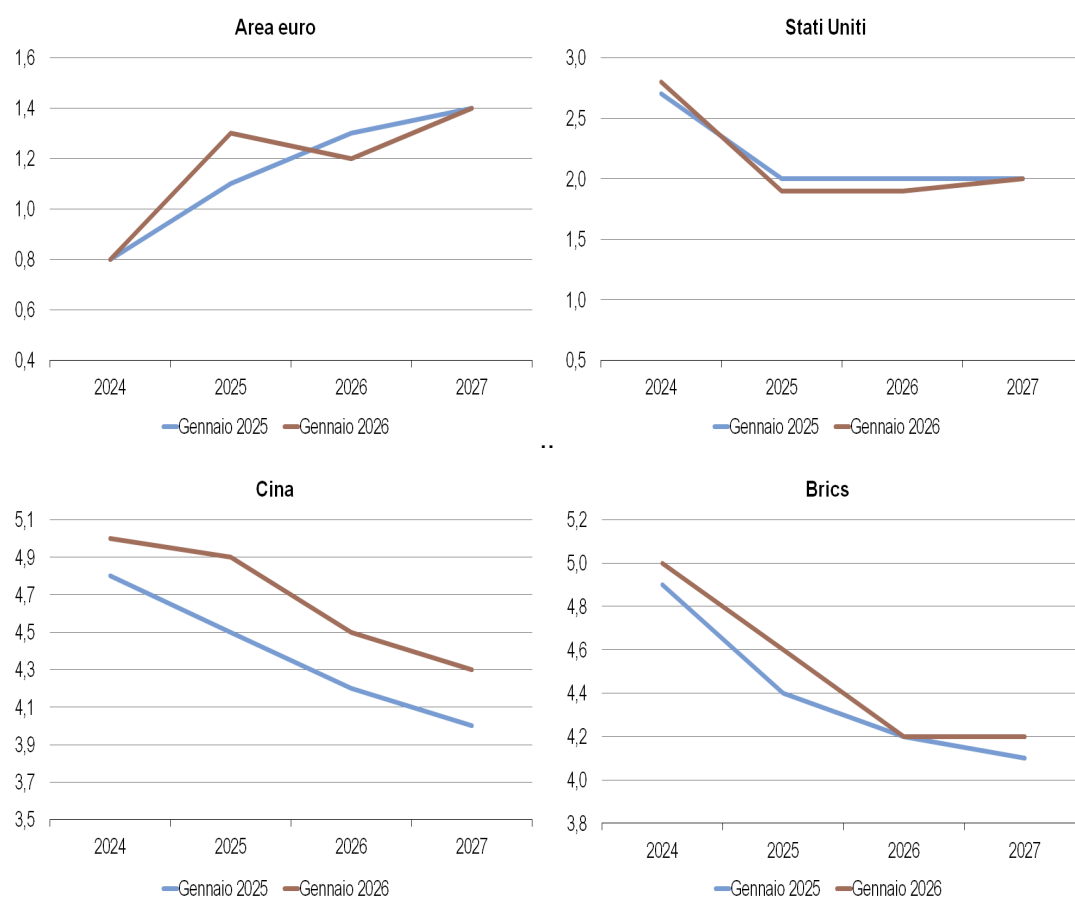 Area euro
1,6
1,4
1,2
1,0
0,8
0,6
0,4
2024 2025 2026 2027
Gennaio 2025 Gennaio 2026
Stati Uniti
3,0
2,5
2,0
1,5
1,0
0,5
2024 2025 2026 2027
Gennaio 2025 Gennaio 2026
..
Cina
5,1
4,9
4,7
4,5
4,3
4,1
3,9
3,7
3,5
2024 2025 2026 2027
Gennaio 2025 Gennaio 2026
Brics
5,2
5,0
4,8
4,6
4,4
4,2
4,0
3,8
2024 2025 2026 2027
Gennaio 2025 Gennaio 2026